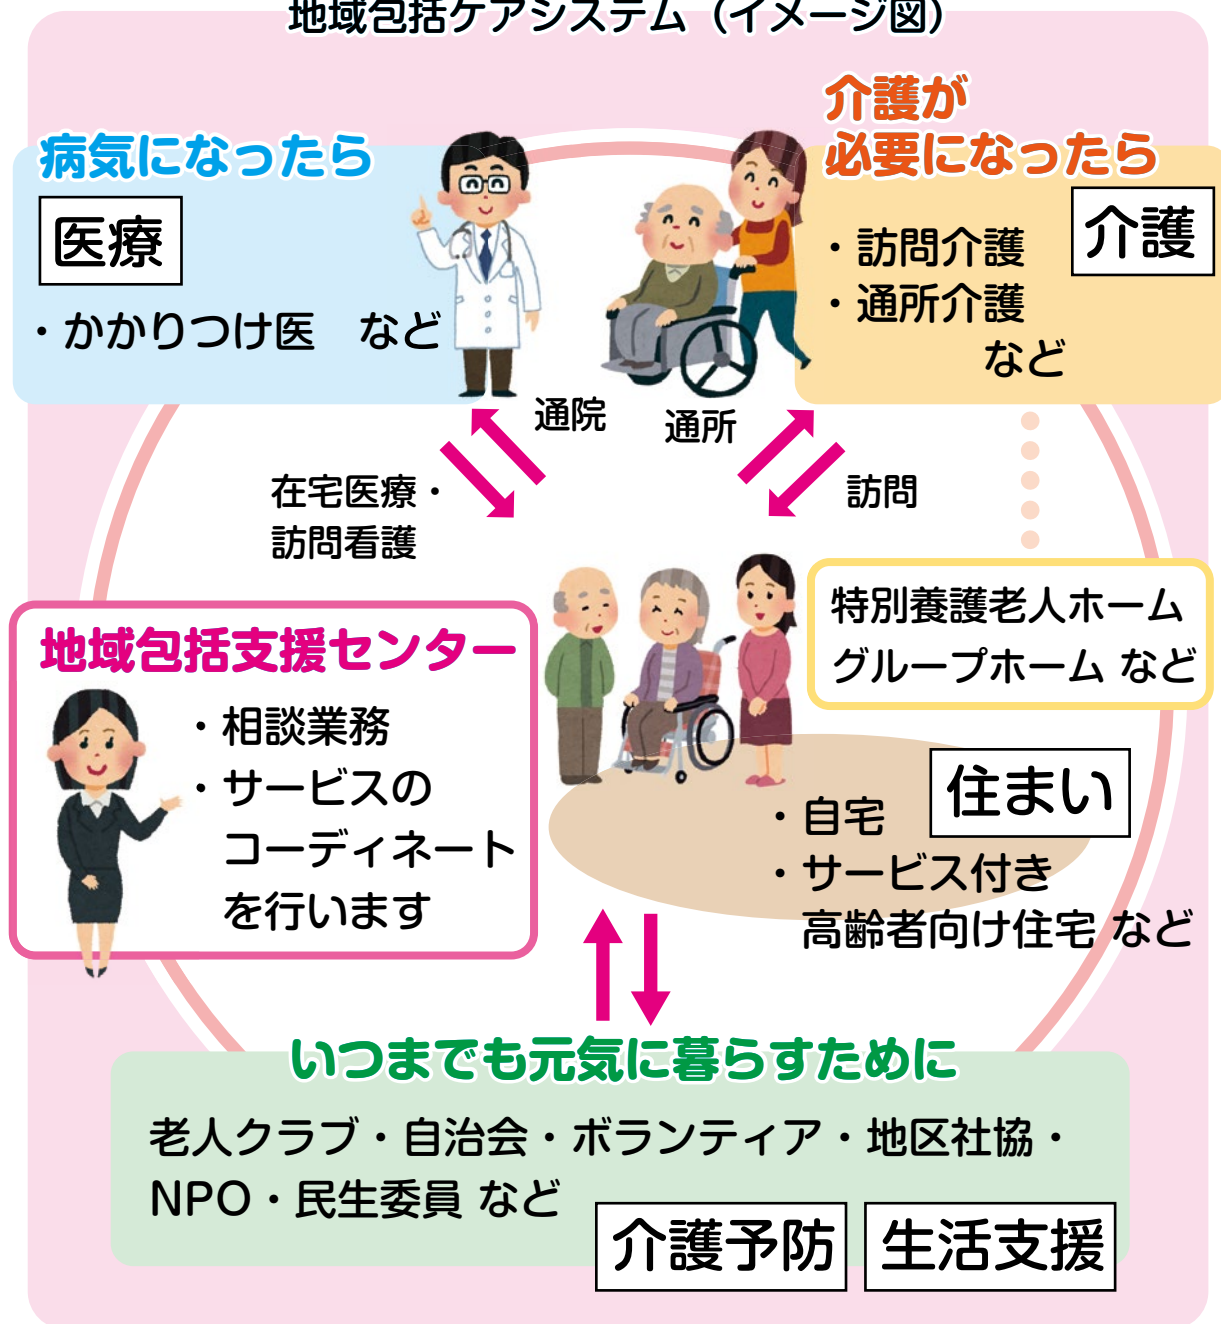 地域包括ケアシステム（イメージ図）
病気になったら
医療
・かかりつけ医　など
介護が
必要になったら
介護
・訪問介護
・通所介護
など
通院
通所
在宅医療・
訪問看護
訪問
特別養護老人ホーム
グループホーム など
地域包括支援センター
・相談業務
・サービスの
コーディネート
を行います
住まい
・自宅
・サービス付き
高齢者向け住宅 など
いつまでも元気に暮らすために
老人クラブ・自治会・ボランティア・地区社協・
NPO・民生委員 など
介護予防
生活支援